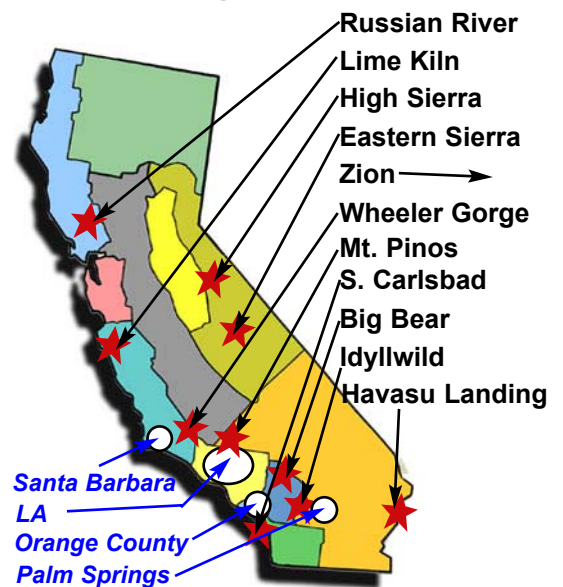 Russian River
Lime Kiln
High Sierra
Eastern Sierra
Zion
Wheeler Gorge
Mt. Pinos
S. Carlsbad
Big Bear
Idyllwild
Havasu Landing
Santa Barbara
LA
Orange County
Palm Springs